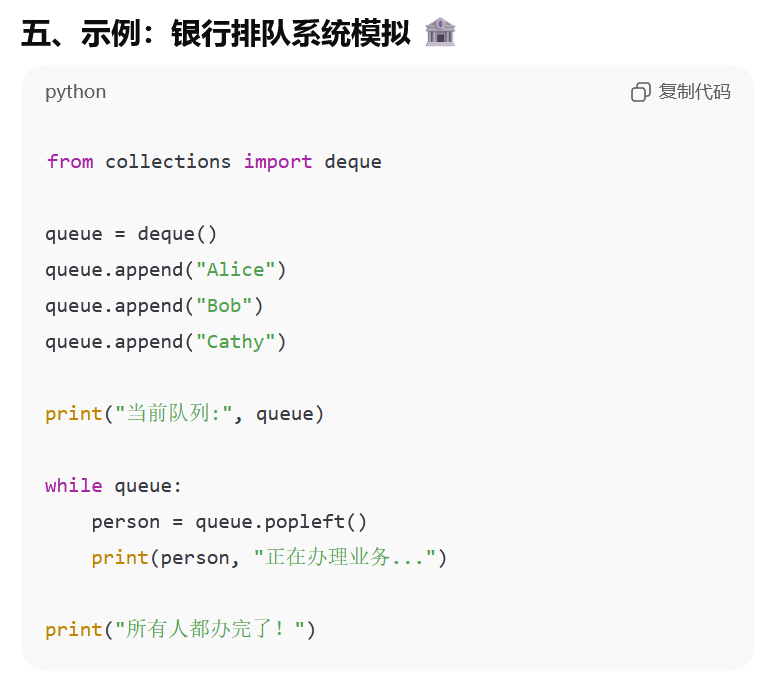 五、示例：银行排队系统模拟 🏦
python
复制代码
from collections import deque
queue = deque()
queue.append("Alice")
queue.append("Bob")
queue.append("Cathy")
print("当前队列:", queue)
while queue:
    person = queue.popleft()
    print(person, "正在办理业务...")
print("所有人都办完了！")